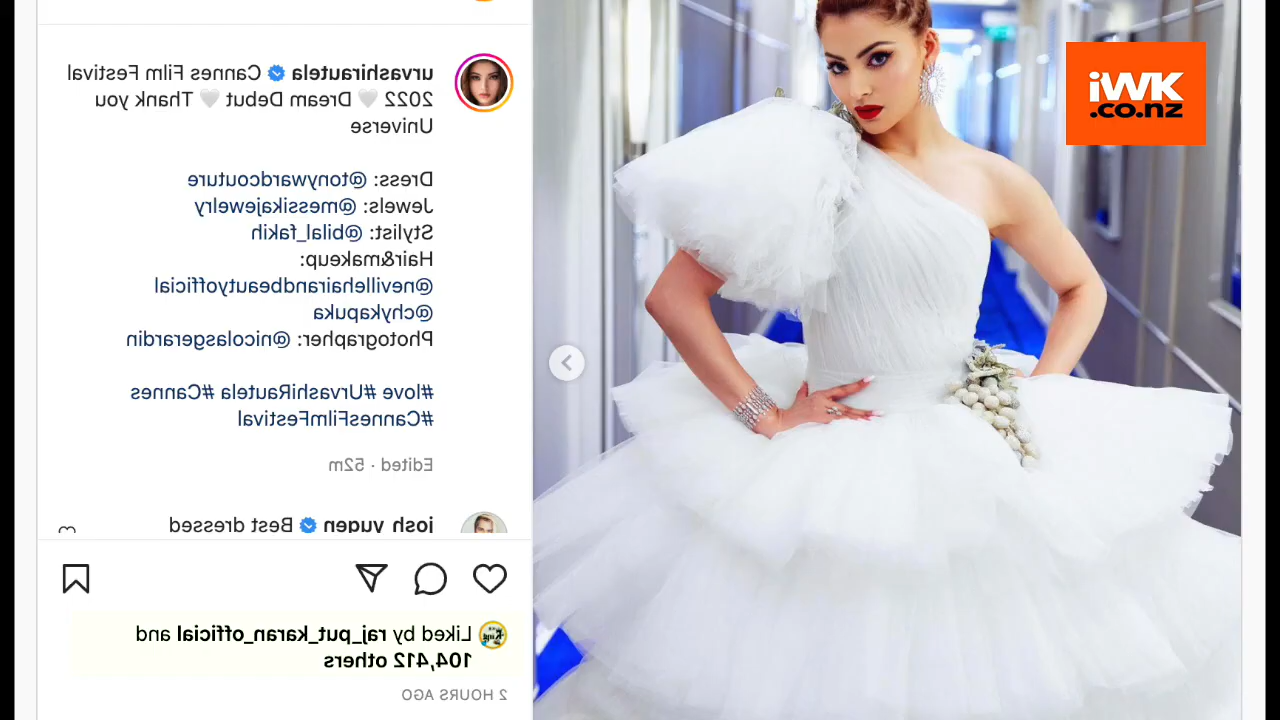 urvashirautela Cannes Film Festival
2022 🤍 Dream Debut 🤍 Thank you
Universe
Dress: @tonywardcouture
Jewels: @messikajewelry
Stylist: @bilal_fakih
Hair&makeup:
@nevillehairandbeautyofficial
@chykapuka
Photographer: @nicolasgerardin
#love #UrvashiRautela #Cannes
#CannesFilmFestival
Edited · 52m
josh_yugen Best dressed
Liked by raj_put_karan_official and
104,412 others
2 HOURS AGO
iWK
.co.nz